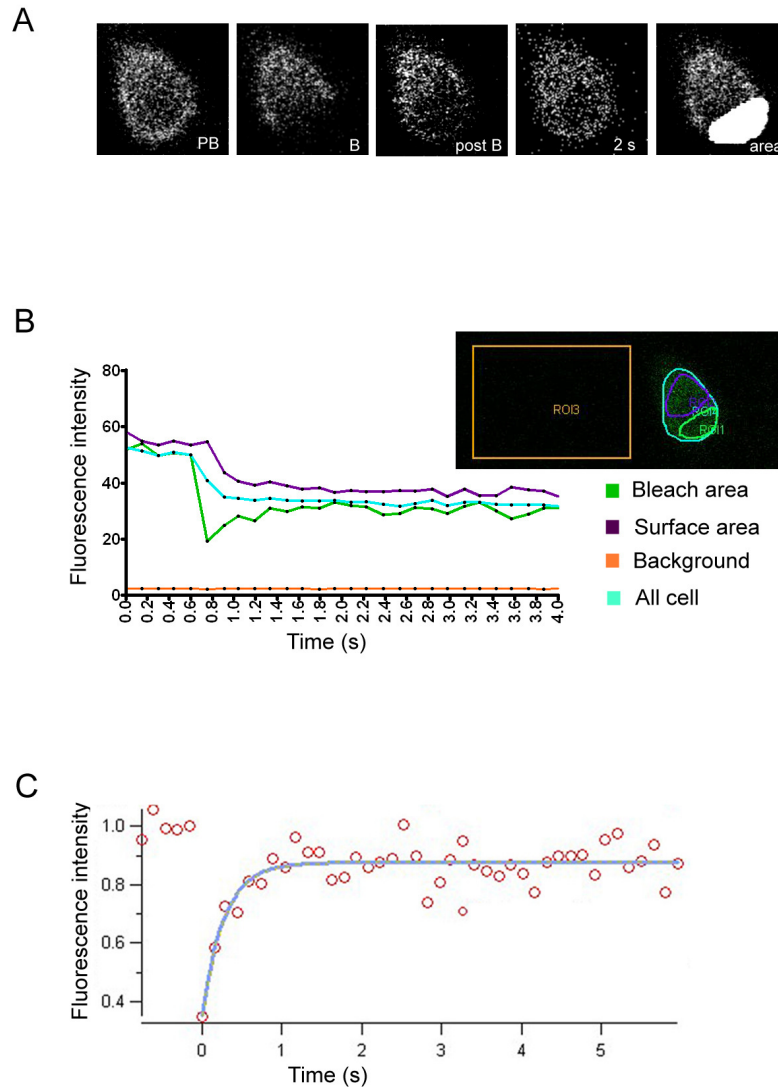 A
PB
B
post B
2 s
area
B
Fluorescence intensity
80
60
40
20
0
0.0 0.2 0.4 0.6 0.8 1.0 1.2 1.4 1.6 1.8 2.0 2.2 2.4 2.6 2.8 3.0 3.2 3.4 3.6 3.8 4.0
Time (s)
ROI3
ROI1
Bleach area
Surface area
Background
All cell
C
Fluorescence intensity
1.0
0.8
0.6
0.4
0 1 2 3 4 5
Time (s)